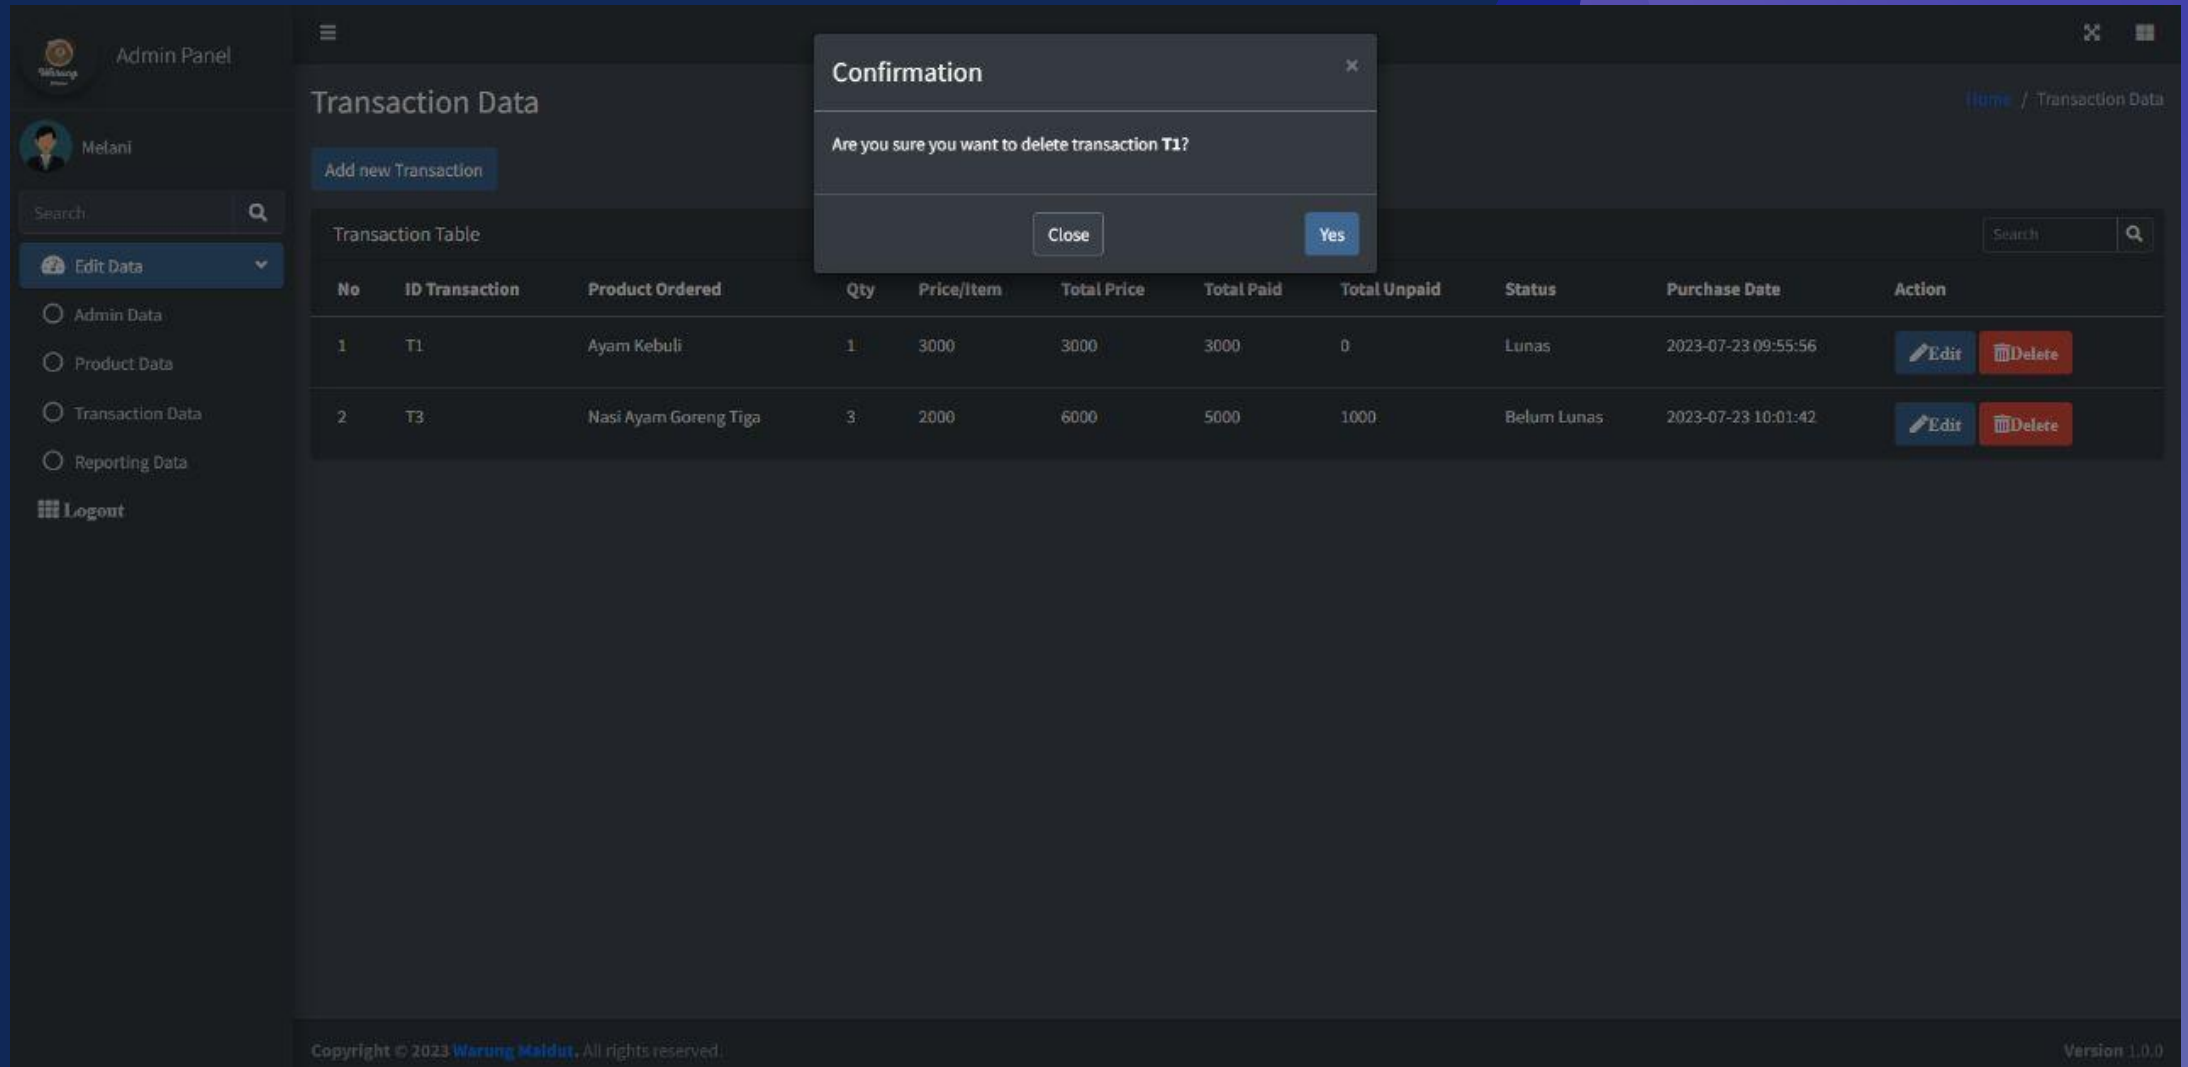 Warung
Admin Panel
Melani
Search
Edit Data
Admin Data
Product Data
Transaction Data
Reporting Data
Logout
Transaction Data
Home / Transaction Data
Add new Transaction
Confirmation ×
Are you sure you want to delete transaction T1?
Close Yes
Transaction Table
Search
No ID Transaction Product Ordered Qty Price/Item Total Price Total Paid Total Unpaid Status Purchase Date Action
1 T1 Ayam Kebuli 1 3000 3000 3000 0 Lunas 2023-07-23 09:55:56 Edit Delete
2 T3 Nasi Ayam Goreng Tiga 3 2000 6000 5000 1000 Belum Lunas 2023-07-23 10:01:42 Edit Delete
Copyright © 2023 Warung Maidut. All rights reserved.
Version 1.0.0